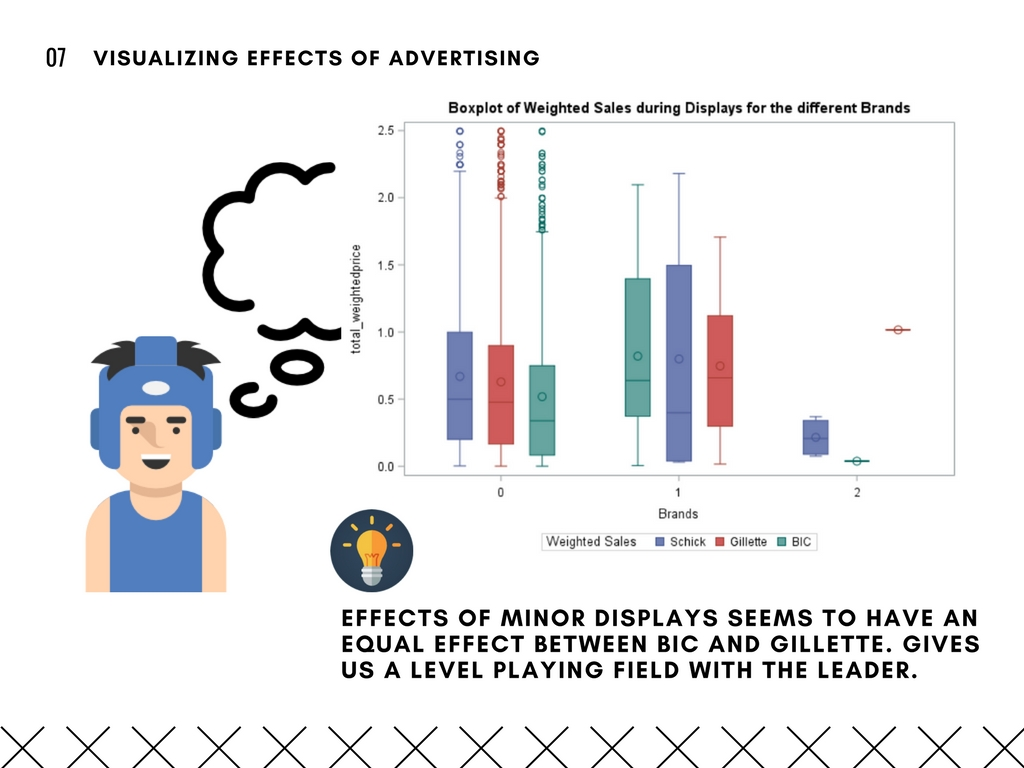 07 VISUALIZING EFFECTS OF ADVERTISING
Boxplot of Weighted Sales during Displays for the different Brands
2.5
2.0
1.5
1.0
0.5
0.0
total_weightedprice
0 1 2
Brands
Weighted Sales Schick Gillette BIC
EFFECTS OF MINOR DISPLAYS SEEMS TO HAVE AN
EQUAL EFFECT BETWEEN BIC AND GILLETTE. GIVES
US A LEVEL PLAYING FIELD WITH THE LEADER.